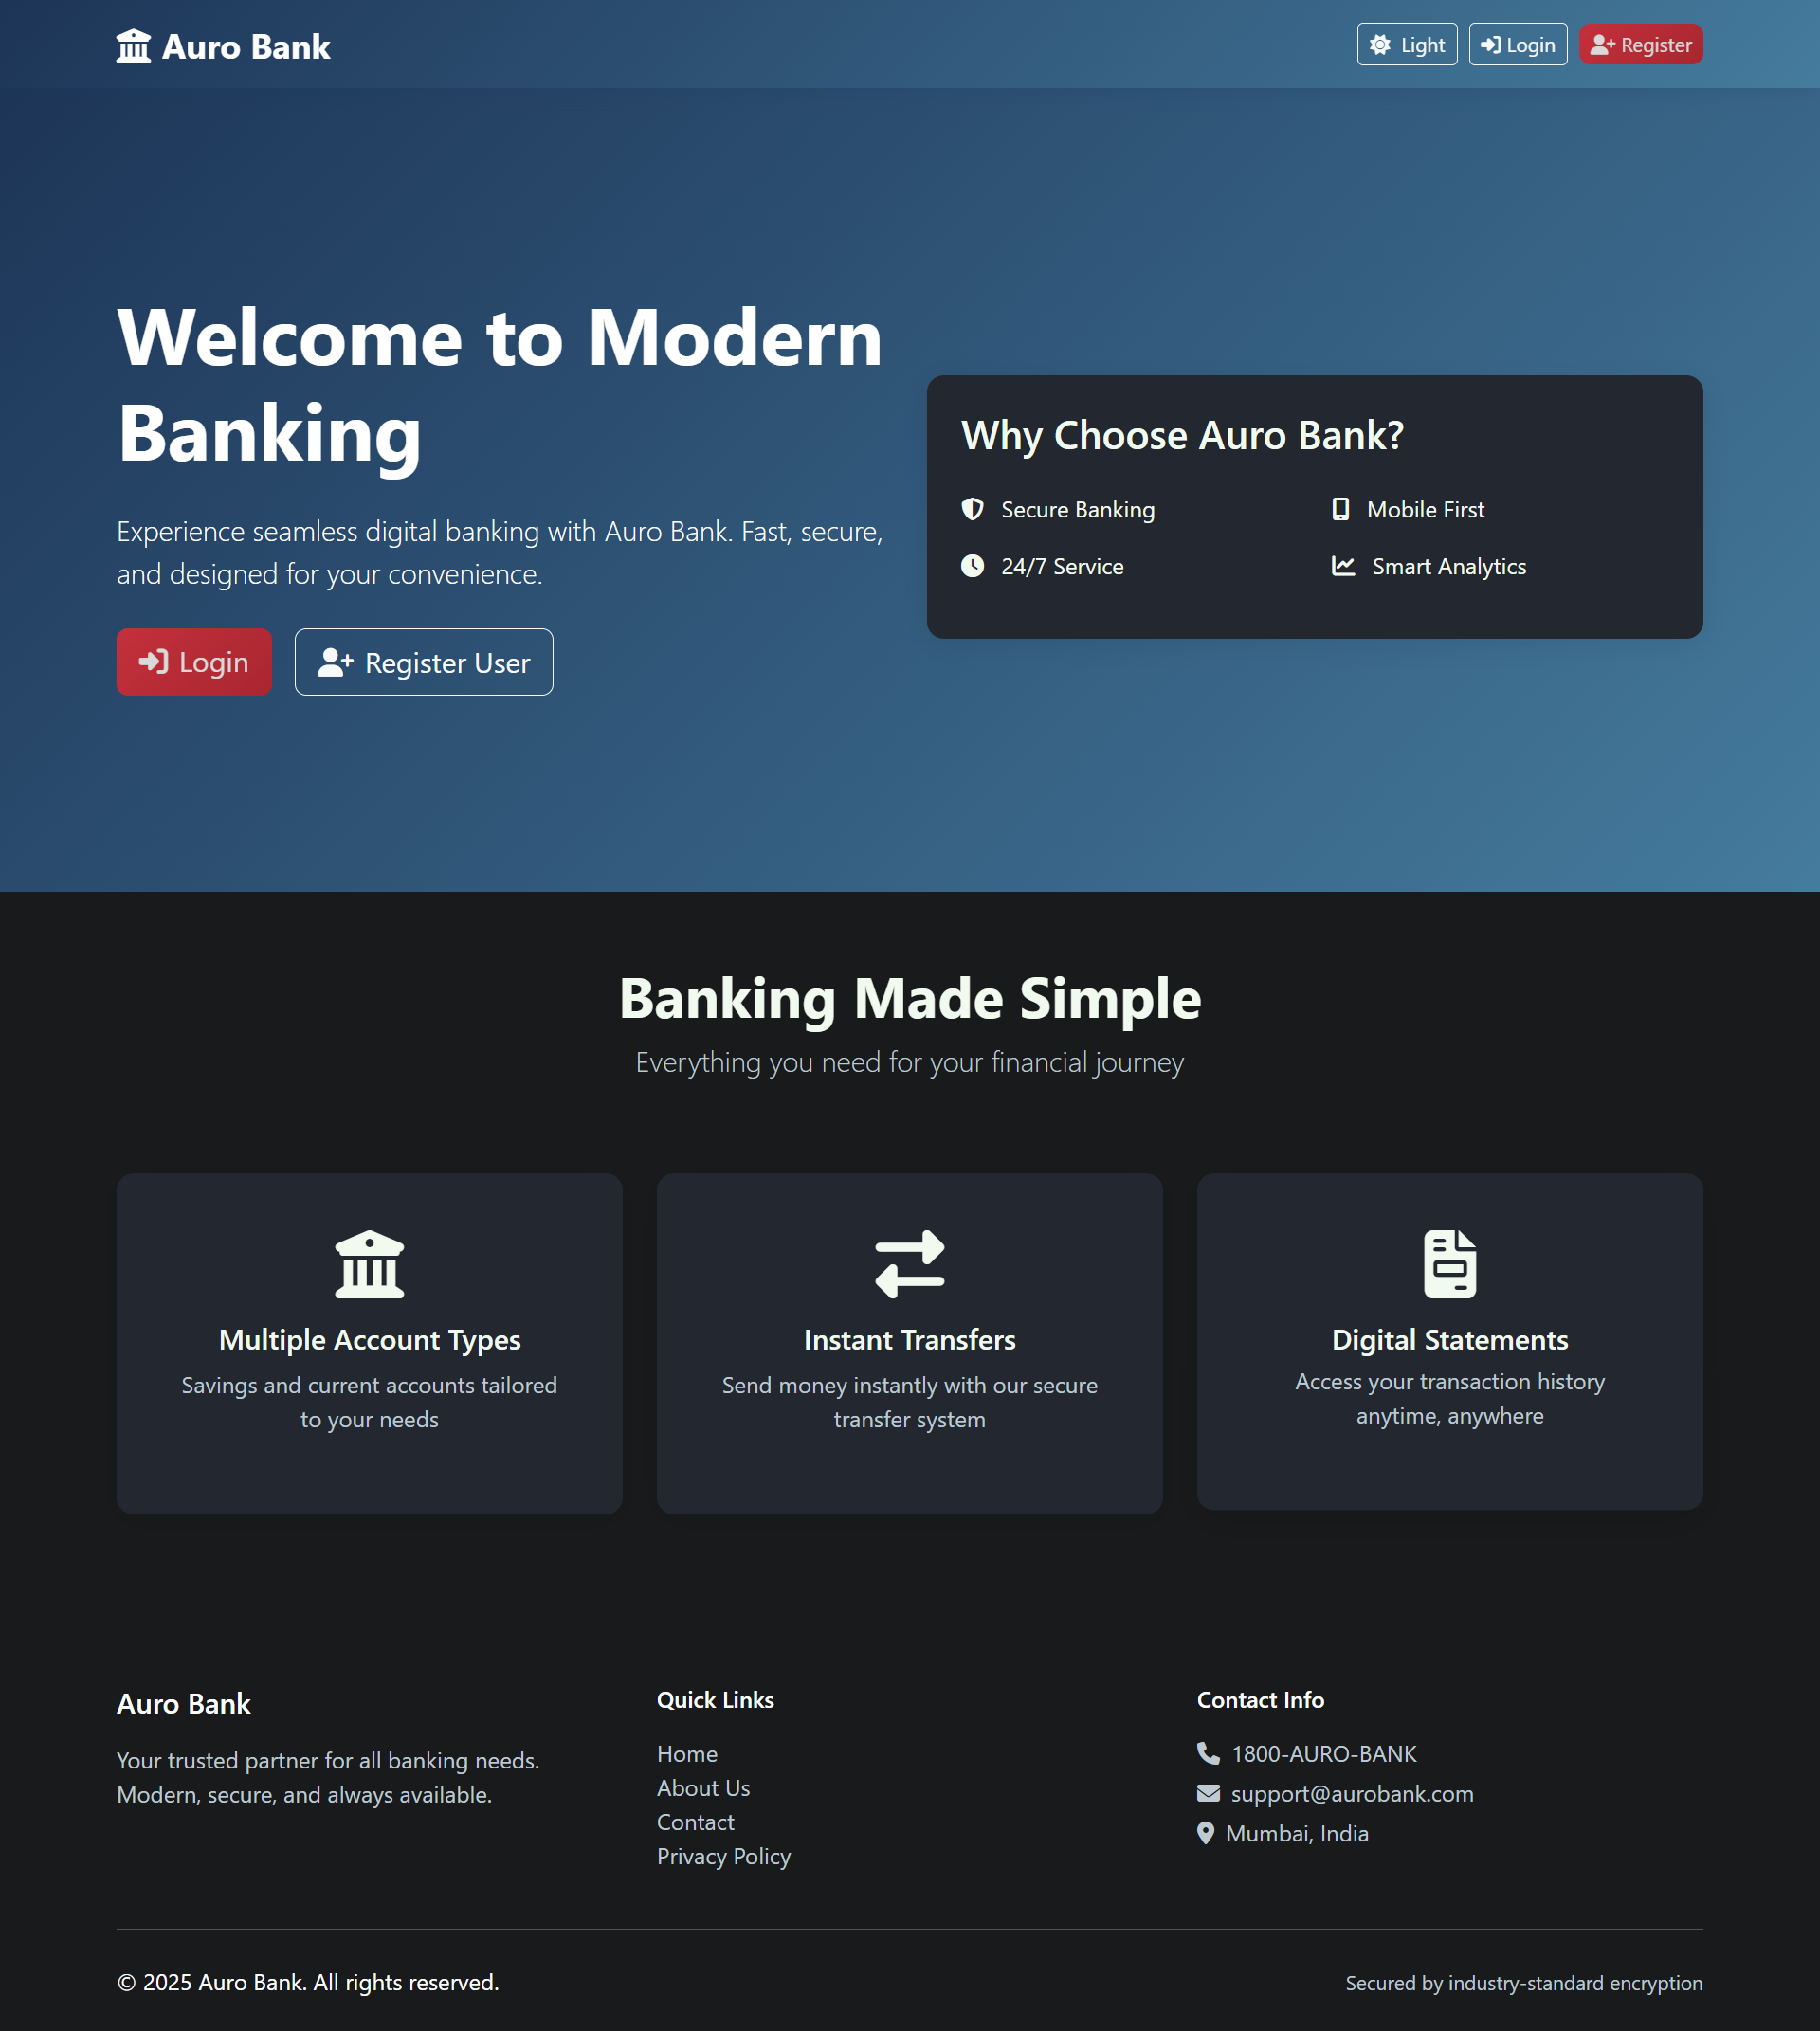 Auro Bank
Light
Login
Register
Welcome to Modern
Banking
Experience seamless digital banking with Auro Bank. Fast, secure,
and designed for your convenience.
Login
Register User
Why Choose Auro Bank?
Secure Banking
Mobile First
24/7 Service
Smart Analytics
Banking Made Simple
Everything you need for your financial journey
Multiple Account Types
Savings and current accounts tailored
to your needs
Instant Transfers
Send money instantly with our secure
transfer system
Digital Statements
Access your transaction history
anytime, anywhere
Auro Bank
Your trusted partner for all banking needs.
Modern, secure, and always available.
Quick Links
Home
About Us
Contact
Privacy Policy
Contact Info
1800-AURO-BANK
support@aurobank.com
Mumbai, India
© 2025 Auro Bank. All rights reserved.
Secured by industry-standard encryption